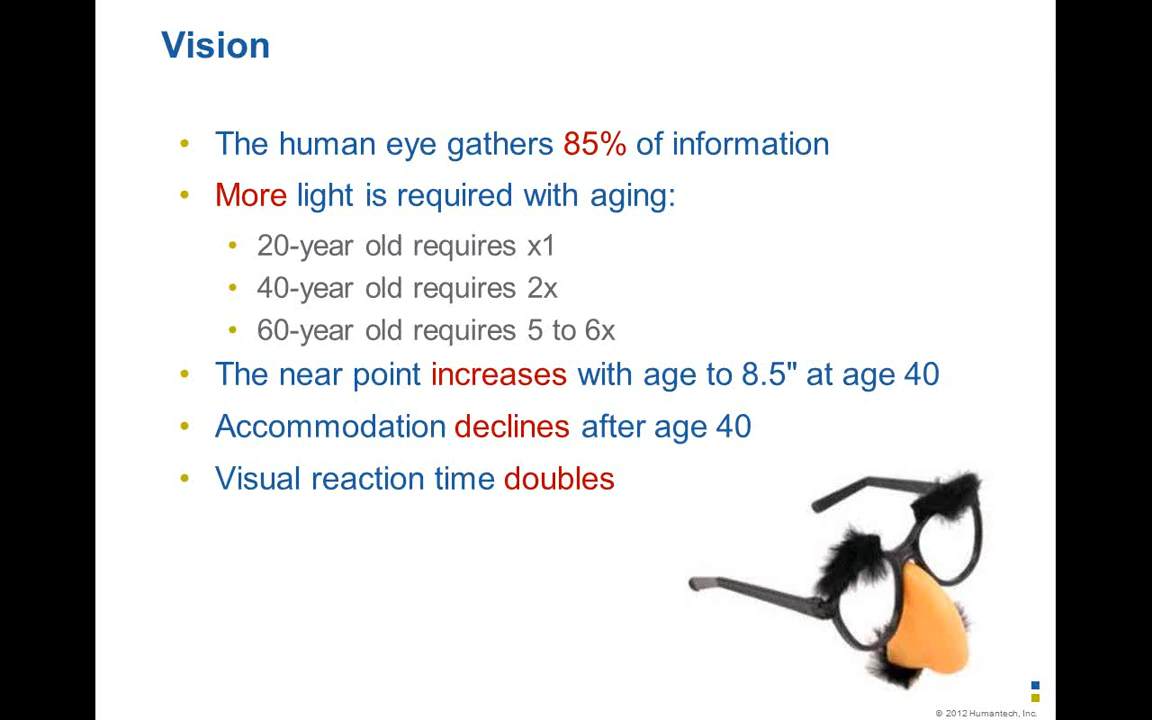 Vision
• The human eye gathers 85% of information
• More light is required with aging:
• 20-year old requires x1
• 40-year old requires 2x
• 60-year old requires 5 to 6x
• The near point increases with age to 8.5" at age 40
• Accommodation declines after age 40
• Visual reaction time doubles
© 2012 Humantech, Inc.